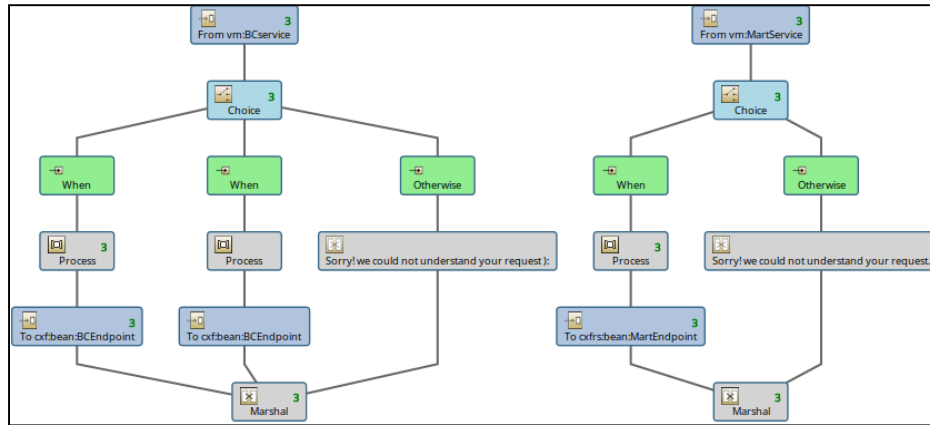 3
From vm:BCservice
3
From vm:MartService
3
Choice
3
Choice
When
When
Otherwise
When
Otherwise
3
Process
Process
Sorry! we could not understand your request ):
3
Process
Sorry! we could not understand your request.
3
To cxf:bean:BCEndpoint
To cxf:bean:BCEndpoint
3
To cxfrs:bean:MartEndpoint
3
Marshal
3
Marshal